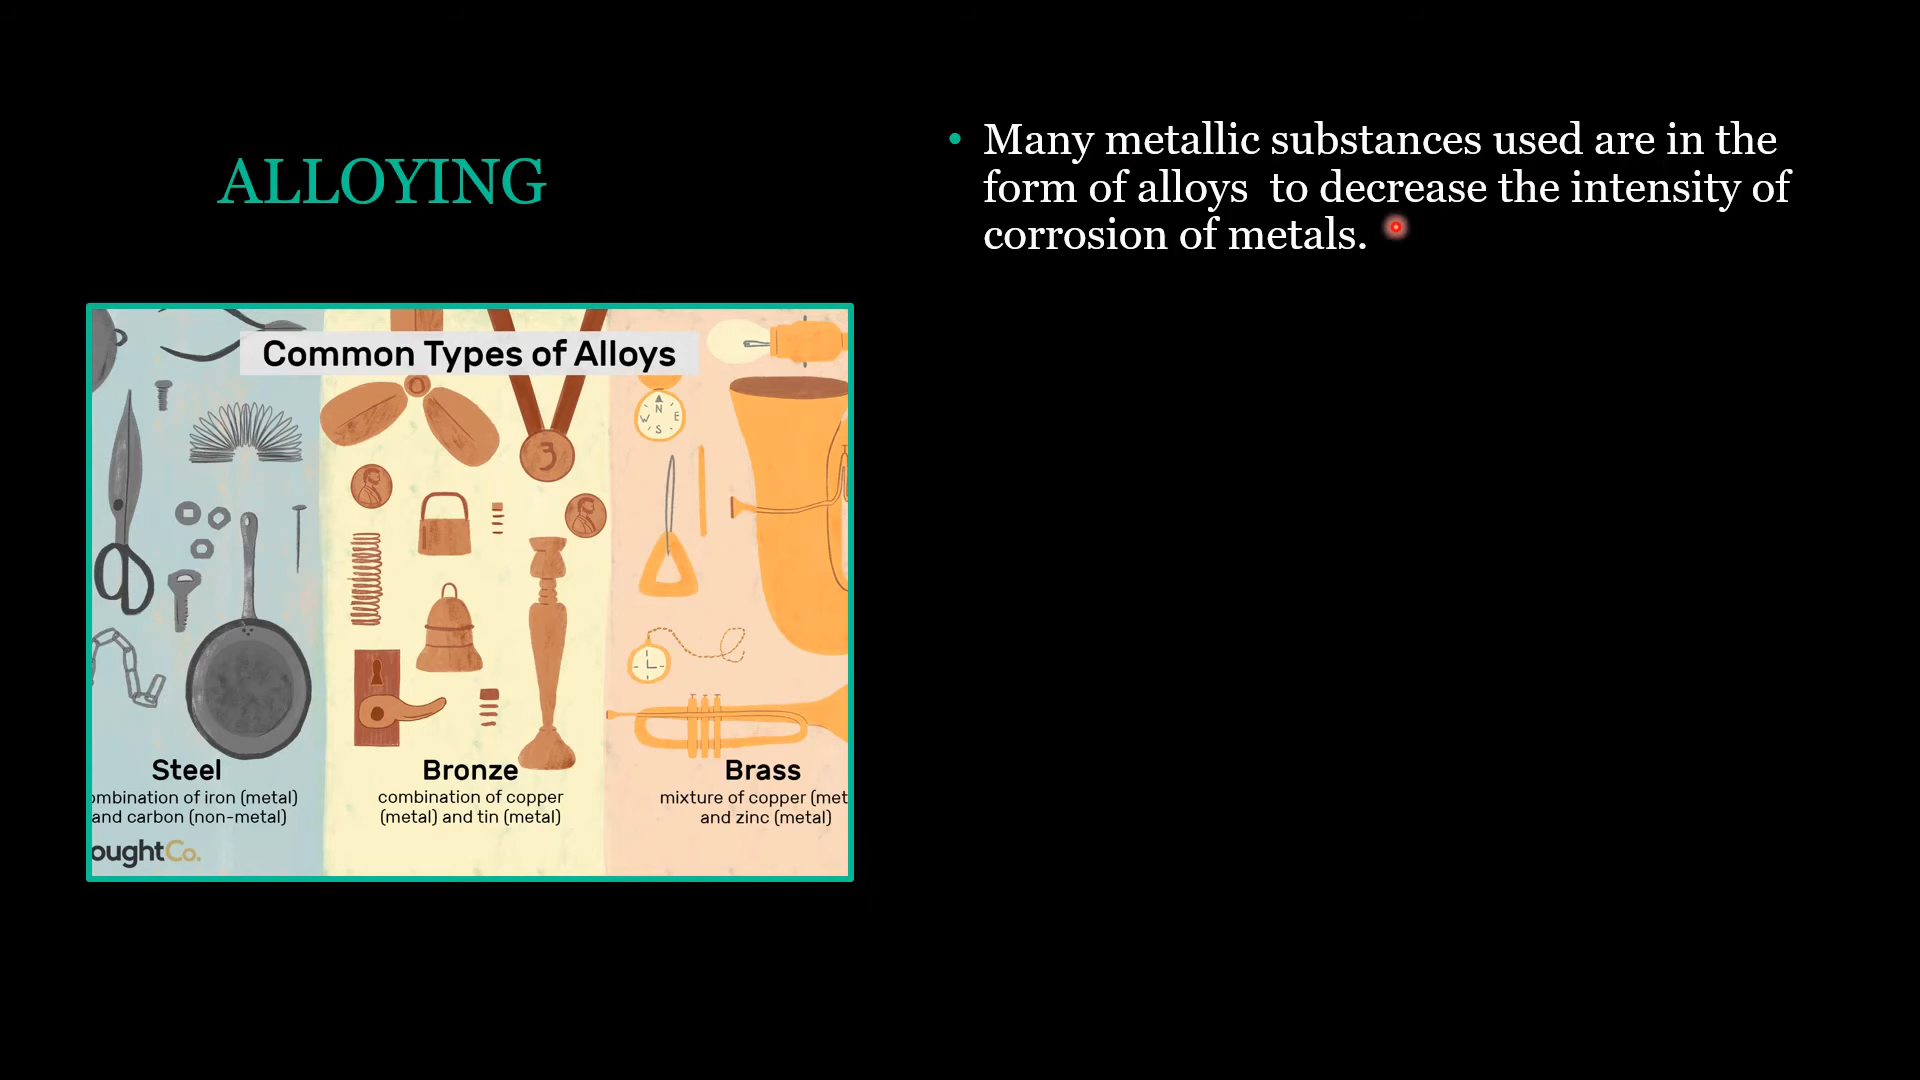 ALLOYING
• Many metallic substances used are in the
form of alloys  to decrease the intensity of
corrosion of metals.
Common Types of Alloys
N
W E
S
3
Steel
ombination of iron (metal)
and carbon (non-metal)
Bronze
combination of copper
(metal) and tin (metal)
Brass
mixture of copper (met
and zinc (metal)
oughtCo.